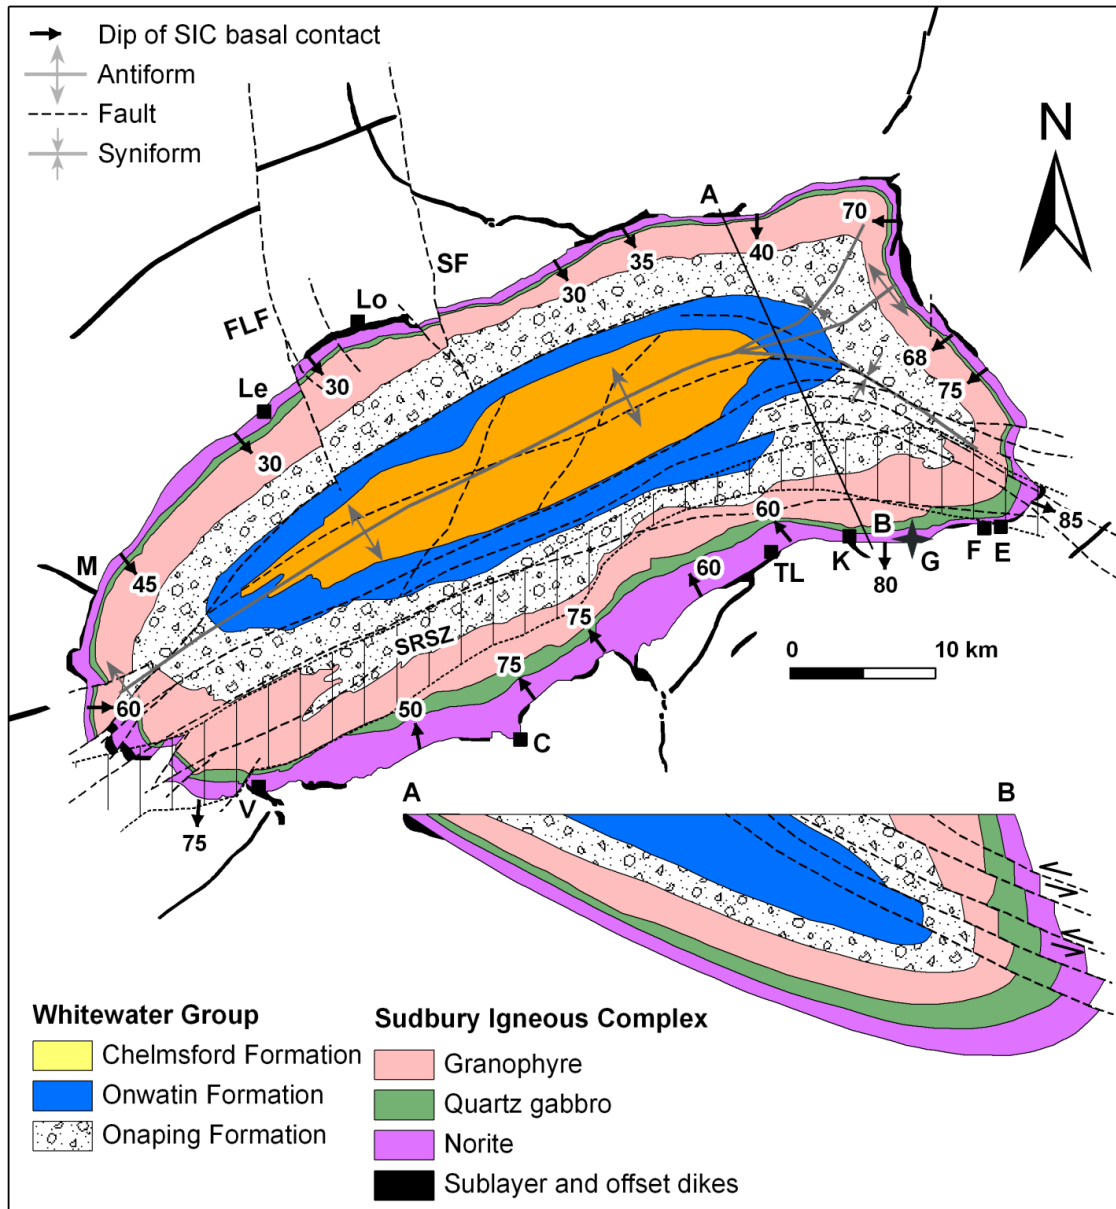 Dip of SIC basal contact
Antiform
Fault
Syniform
N
A
70
40
35
30
SF
Lo
FLF
30
Le
30
68
75
M
45
60
85
B
F
E
K
G
TL
80
60
0
10 km
SRSZ
75
75
60
50
C
V
75
A
B
Whitewater Group
Chelmsford Formation
Onwatin Formation
Onaping Formation
Sudbury Igneous Complex
Granophyre
Quartz gabbro
Norite
Sublayer and offset dikes